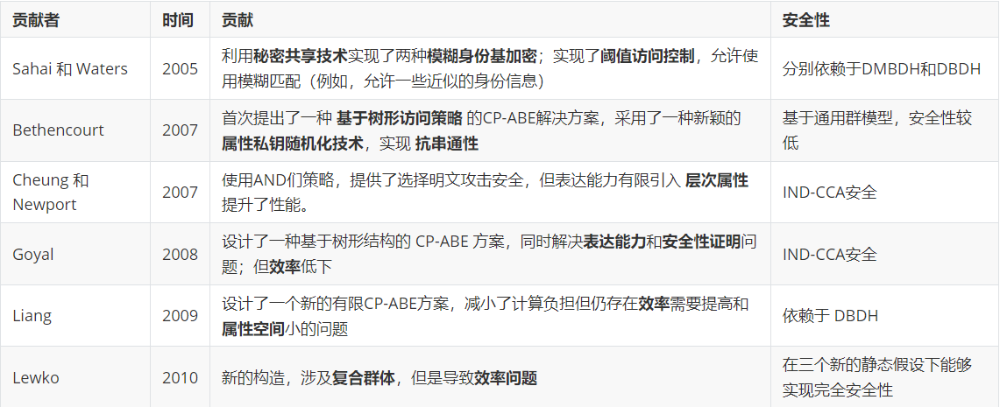 贡献者 时间 贡献 安全性
Sahai 和 Waters 2005 利用秘密共享技术实现了两种模糊身份基加密；实现了阈值访问控制，允许使 分别依赖于DMBDH和DBDH
用模糊匹配（例如，允许一些近似的身份信息）
Bethencourt 2007 首次提出了一种 基于树形访问策略 的CP-ABE解决方案，采用了一种新颖的 基于通用群模型，安全性较
属性私钥随机化技术，实现 抗串通性 低
Cheung 和 2007 使用AND们策略，提供了选择明文攻击安全，但表达能力有限引入 层次属性 IND-CCA安全
Newport 提升了性能。
Goyal 2008 设计了一种基于树形结构的 CP-ABE 方案，同时解决表达能力和安全性证明问 IND-CCA安全
题；但效率低下
Liang 2009 设计了一个新的有限CP-ABE方案，减小了计算负担但仍存在效率需要提高和 依赖于 DBDH
属性空间小的问题
Lewko 2010 新的构造，涉及复合群体，但是导致效率问题 在三个新的静态假设下能够
实现完全安全性